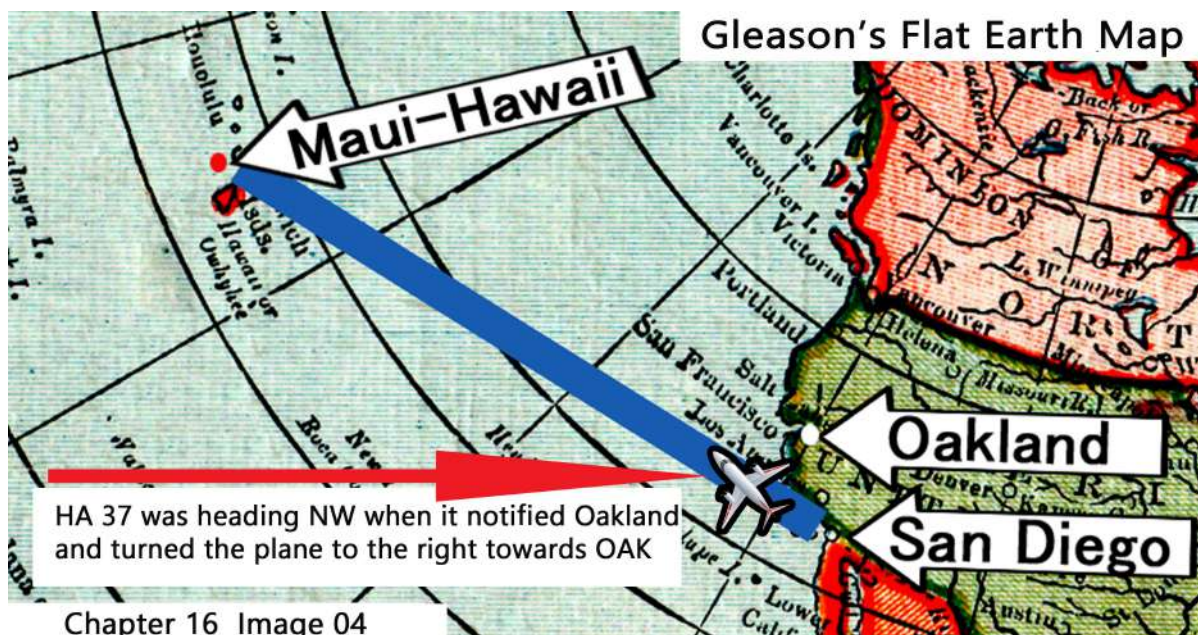 Gleason's Flat Earth Map
Honolulu
son I.
Maui-Hawaii
Charlotte Is.
Vancouver I.
Victoria
Mackenzie
Back or
G. Fish R.
DOMINION
NORT
L. Winnipeg
Vancouver
Palmyra I.
Isds.
Hawaii or
Owhyhee
Portland
San Francisco
Salt
Los
Helena
Missouri R.
Oakland
Denver
San Diego
HA 37 was heading NW when it notified Oakland
and turned the plane to the right towards OAK
Lower
Calif
Austin
Chapter 16 Image 04